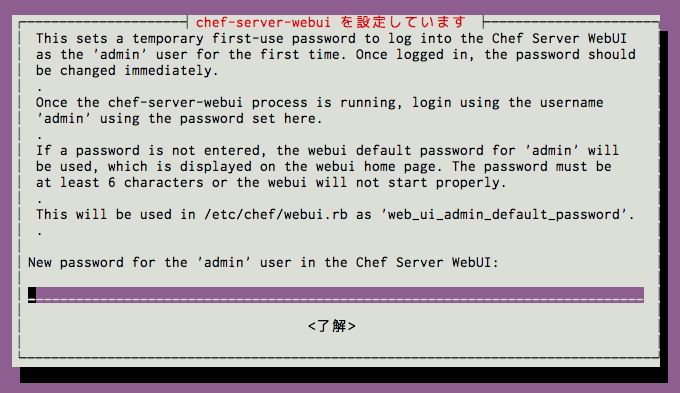 chef-server-webui を設定しています
This sets a temporary first-use password to log into the Chef Server WebUI
as the 'admin' user for the first time. Once logged in, the password should
be changed immediately.
.
Once the chef-server-webui process is running, login using the username
'admin' using the password set here.
.
If a password is not entered, the webui default password for 'admin' will
be used, which is displayed on the webui home page. The password must be
at least 6 characters or the webui will not start properly.
.
This will be used in /etc/chef/webui.rb as 'web_ui_admin_default_password'.
.
New password for the 'admin' user in the Chef Server WebUI:
<了解>